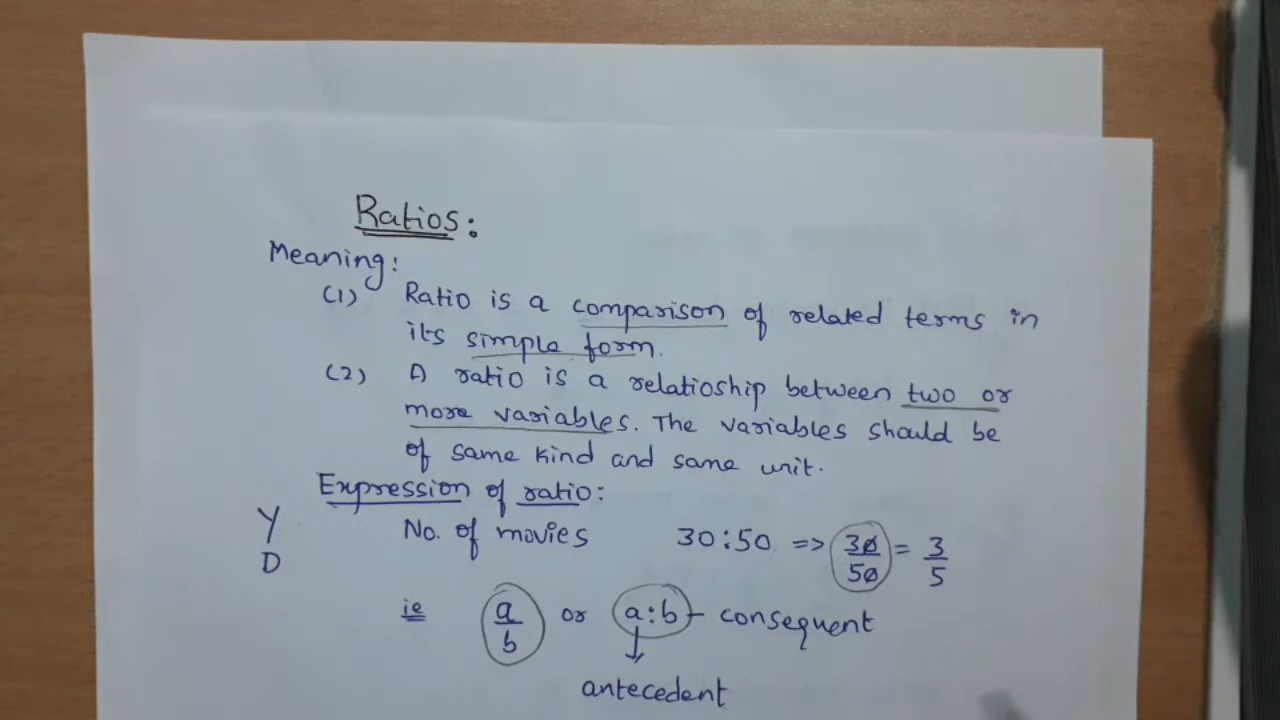 Ratios:
Meaning:
(1) Ratio is a comparison of related terms in
its simple form.
(2) A ratio is a relatioship between two or
more variables. The variables should be
of same kind and same unit.
Expression of ratio:
Y
No. of movies 30:50 => 30/50 = 3/5
D
ie a/b or a:b - consequent
antecedent